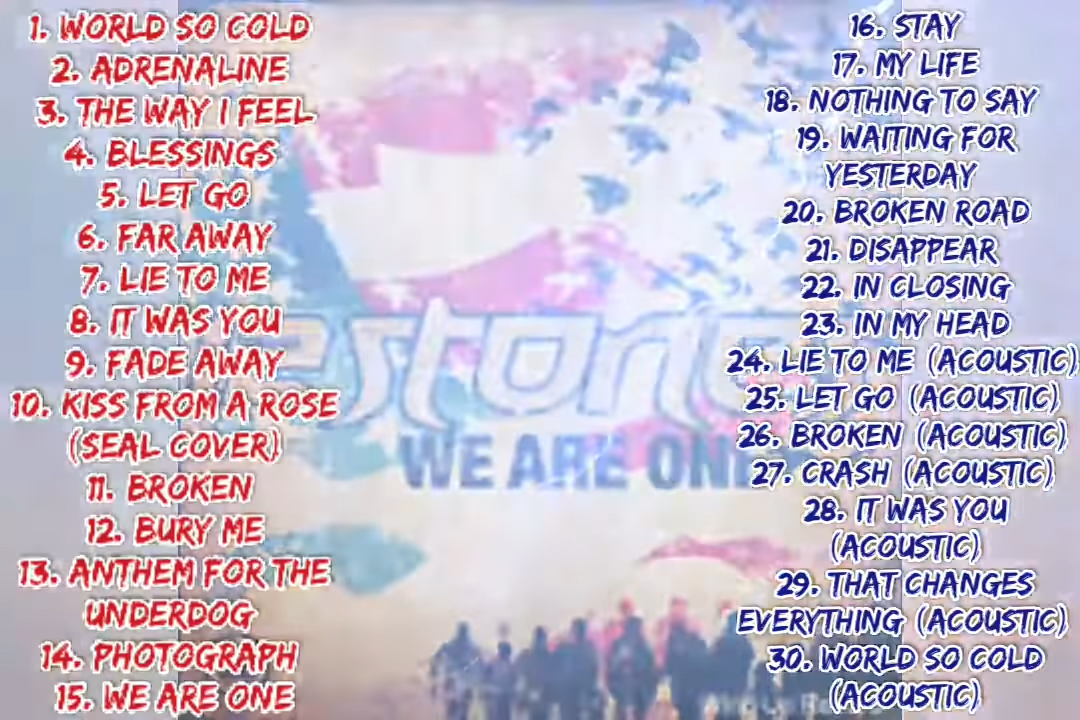 1. WORLD SO COLD
2. ADRENALINE
3. THE WAY I FEEL
4. BLESSINGS
5. LET GO
6. FAR AWAY
7. LIE TO ME
8. IT WAS YOU
9. FADE AWAY
10. KISS FROM A ROSE
(SEAL COVER)
11. BROKEN
12. BURY ME
13. ANTHEM FOR THE
UNDERDOG
14. PHOTOGRAPH
15. WE ARE ONE
16. STAY
17. MY LIFE
18. NOTHING TO SAY
19. WAITING FOR
YESTERDAY
20. BROKEN ROAD
21. DISAPPEAR
22. IN CLOSING
23. IN MY HEAD
24. LIE TO ME (ACOUSTIC)
25. LET GO (ACOUSTIC)
26. BROKEN (ACOUSTIC)
27. CRASH (ACOUSTIC)
28. IT WAS YOU
(ACOUSTIC)
29. THAT CHANGES
EVERYTHING (ACOUSTIC)
30. WORLD SO COLD
(ACOUSTIC)
WE ARE ONE